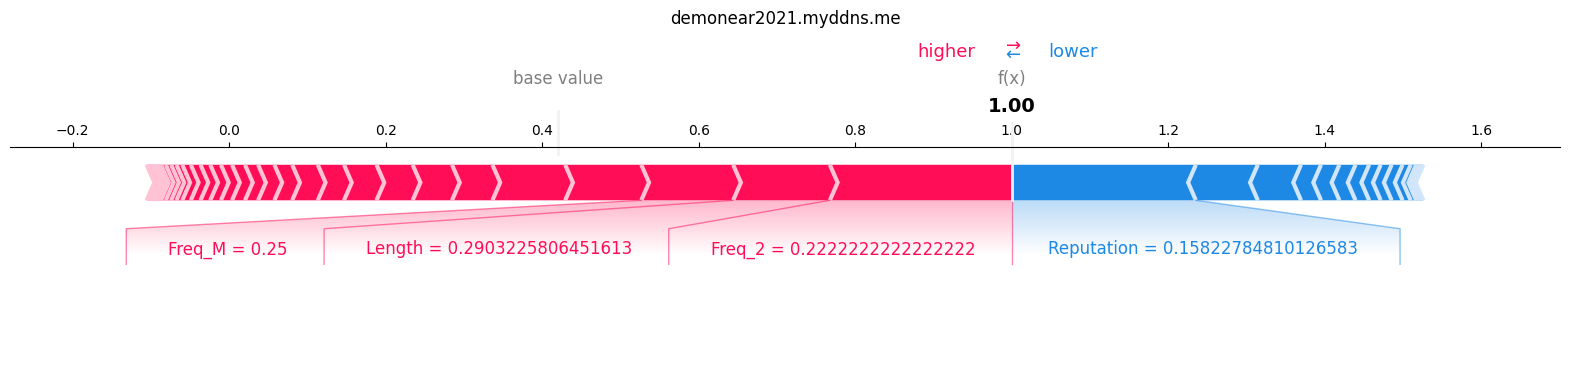 demonear2021.myddns.me
higher ⇄ lower
base value f(x)
1.00
−0.2 0.0 0.2 0.4 0.6 0.8 1.0 1.2 1.4 1.6
Freq_M = 0.25 Length = 0.2903225806451613 Freq_2 = 0.2222222222222222 Reputation = 0.15822784810126583